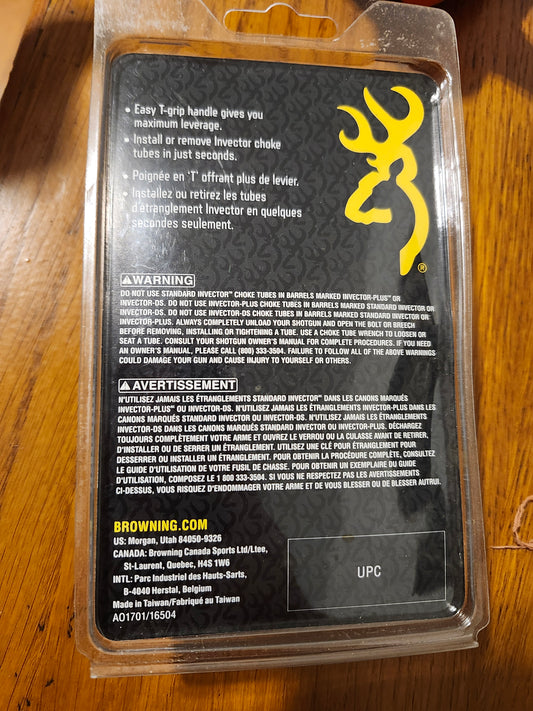 • Easy T-grip handle gives you
maximum leverage.
• Install or remove Invector choke
tubes in just seconds.
• Poignée en 'T' offrant plus de levier.
• Installez ou retirez les tubes
d'étranglement Invector en quelques
secondes seulement.
®
⚠WARNING
DO NOT USE STANDARD INVECTOR™ CHOKE TUBES IN BARRELS MARKED INVECTOR-PLUS™ OR
INVECTOR-DS. DO NOT USE INVECTOR-PLUS CHOKE TUBES IN BARRELS MARKED STANDARD INVECTOR OR
INVECTOR-DS. DO NOT USE INVECTOR-DS CHOKE TUBES IN BARRELS MARKED STANDARD INVECTOR OR
INVECTOR-PLUS. ALWAYS COMPLETELY UNLOAD YOUR SHOTGUN AND OPEN THE BOLT OR BREECH
BEFORE REMOVING, INSTALLING OR TIGHTENING A TUBE. USE A CHOKE TUBE WRENCH TO LOOSEN OR
SEAT A TUBE. CONSULT YOUR SHOTGUN OWNER'S MANUAL FOR COMPLETE PROCEDURES. IF YOU NEED
AN OWNER'S MANUAL, PLEASE CALL (800) 333-3504. FAILURE TO FOLLOW ALL OF THE ABOVE WARNINGS
COULD DAMAGE YOUR GUN AND CAUSE INJURY TO YOURSELF OR OTHERS.
⚠ AVERTISSEMENT
N'UTILISEZ JAMAIS LES ÉTRANGLEMENTS STANDARD INVECTOR™ DANS LES CANONS MARQUÉS
INVECTOR-PLUS™ OU INVECTOR-DS. N'UTILISEZ JAMAIS LES ÉTRANGLEMENTS INVECTOR-PLUS DANS LES
CANONS MARQUÉS STANDARD INVECTOR OU INVECTOR-DS. N'UTILISEZ JAMAIS LES ÉTRANGLEMENTS
INVECTOR-DS DANS LES CANONS MARQUÉS STANDARD INVECTOR OU INVECTOR-PLUS. DÉCHARGEZ
TOUJOURS COMPLÈTEMENT VOTRE ARME ET OUVREZ LE VERROU OU LA CULASSE AVANT DE RETIRER,
D'INSTALLER OU DE SERRER UN ÉTRANGLEMENT. UTILISEZ UNE CLÉ POUR ÉTRANGLEMENT POUR
DESSERRER OU INSTALLER UN ÉTRANGLEMENT. POUR OBTENIR LA PROCÉDURE COMPLÈTE, CONSULTEZ
LE GUIDE D'UTILISATION DE VOTRE FUSIL DE CHASSE. POUR OBTENIR UN EXEMPLAIRE DU GUIDE
D'UTILISATION, COMPOSEZ LE 1 800 333-3504. SI VOUS NE RESPECTEZ PAS LES AVERTISSEMENTS
CI-DESSUS, VOUS RISQUEZ D'ENDOMMAGER VOTRE ARME ET DE VOUS BLESSER OU DE BLESSER AUTRUI.
BROWNING.COM
US: Morgan, Utah 84050-9326
CANADA: Browning Canada Sports Ltd/Ltee,
St-Laurent, Quebec, H4S 1W6
INTL: Parc Industriel des Hauts-Sarts,
B-4040 Herstal, Belgium
Made in Taiwan/Fabriqué au Taiwan
AO1701/16504
UPC